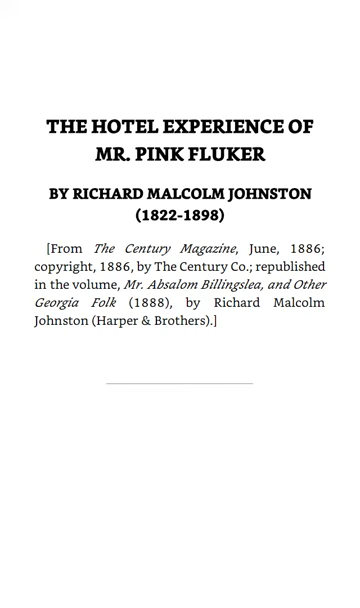 THE HOTEL EXPERIENCE OF
MR. PINK FLUKER
BY RICHARD MALCOLM JOHNSTON
(1822-1898)
[From The Century Magazine, June, 1886;
copyright, 1886, by The Century Co.; republished
in the volume, Mr. Absalom Billingslea, and Other
Georgia Folk (1888), by Richard Malcolm
Johnston (Harper & Brothers).]